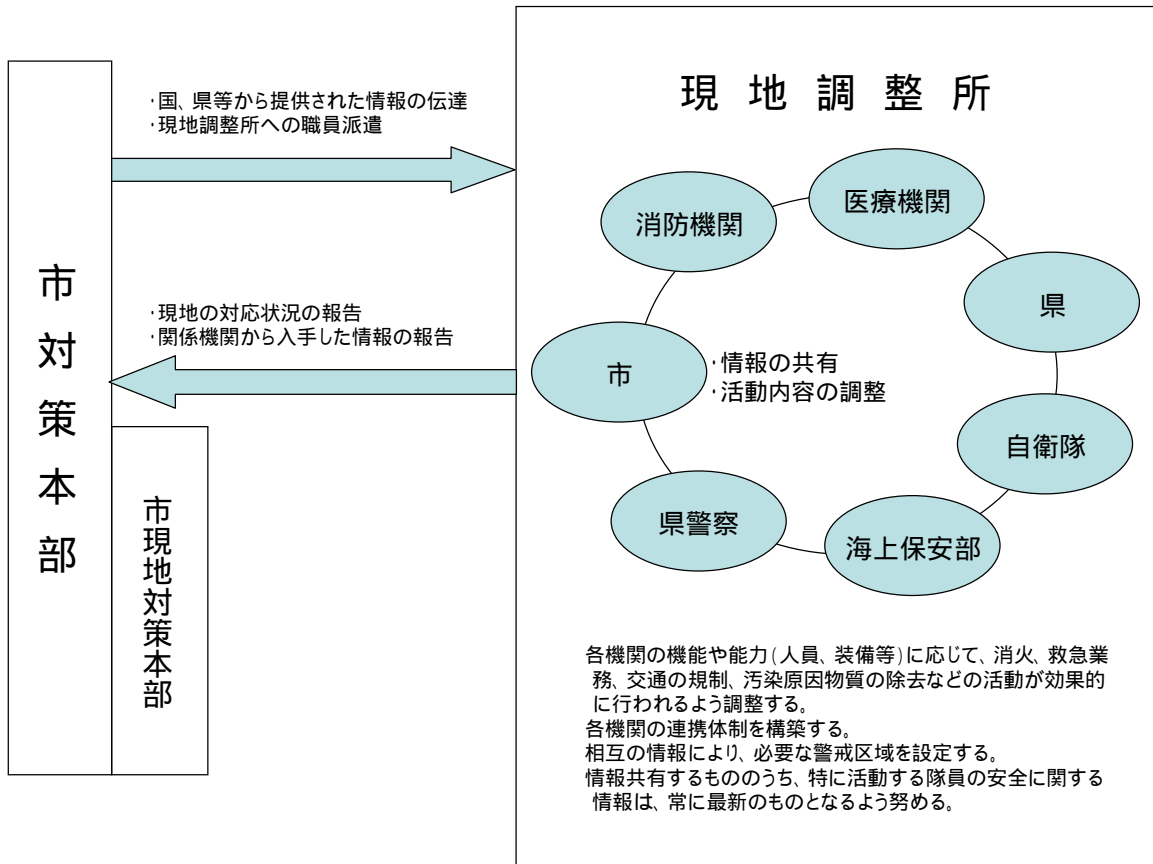 市対策本部
市現地対策本部
・国、県等から提供された情報の伝達
・現地調整所への職員派遣
・現地の対応状況の報告
・関係機関から入手した情報の報告
現地調整所
医療機関
消防機関
県
市
・情報の共有
・活動内容の調整
自衛隊
県警察
海上保安部
各機関の機能や能力(人員、装備等)に応じて、消火、救急業
務、交通の規制、汚染原因物質の除去などの活動が効果的
に行われるよう調整する。
各機関の連携体制を構築する。
相互の情報により、必要な警戒区域を設定する。
情報共有するもののうち、特に活動する隊員の安全に関する
情報は、常に最新のものとなるよう努める。